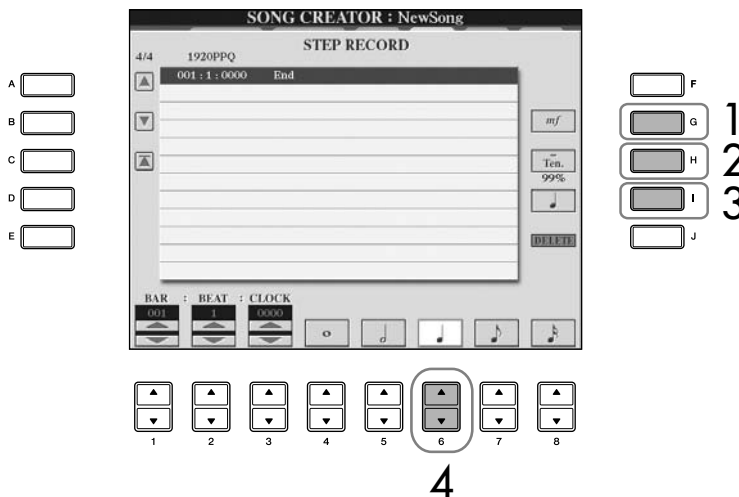 SONG CREATOR : NewSong
STEP RECORD
4/4 1920PPQ
001 : 1 : 0000 End
A
B
C
D
E
mf
Ten.
99%
DELETE
F
G 1
H 2
I 3
J
BAR : BEAT : CLOCK
001 1 0000
1 2 3 4 5 6 7 8
4